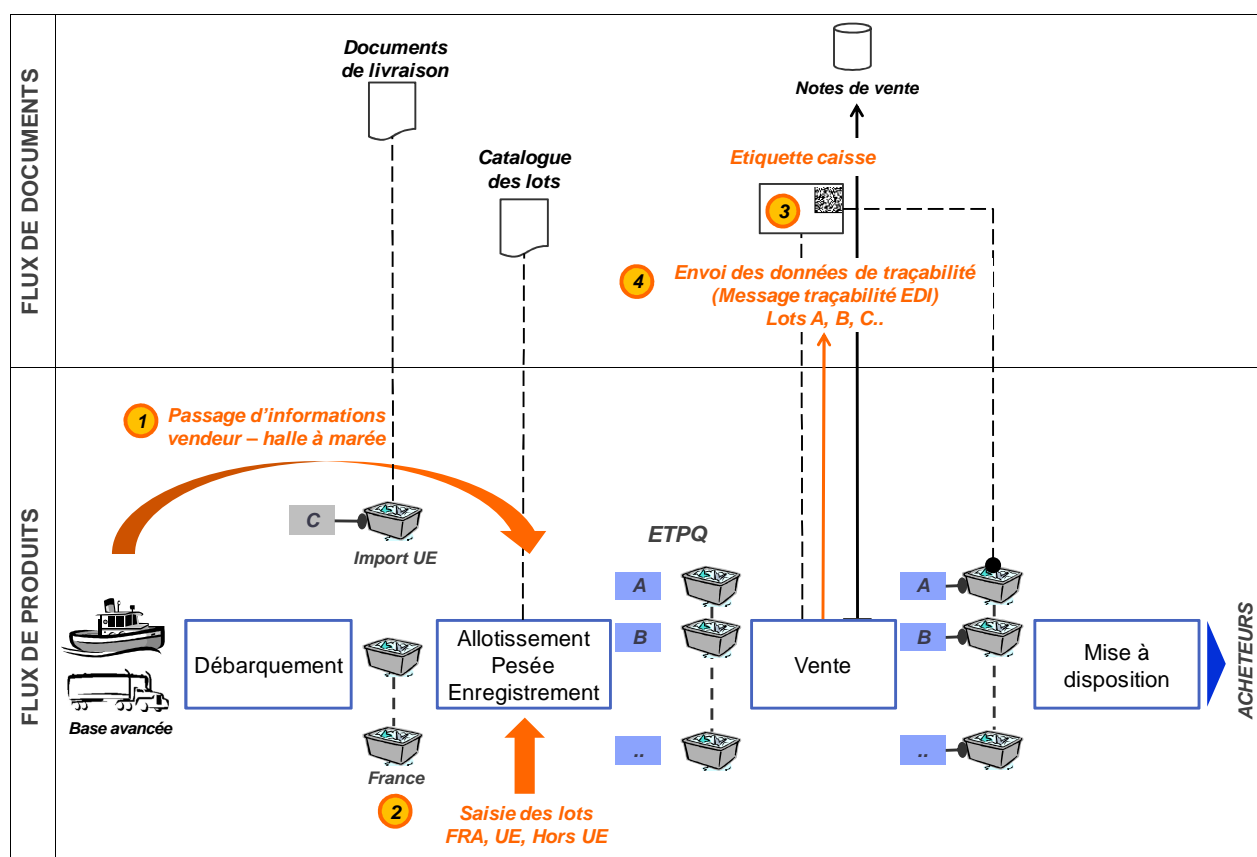 FLUX DE DOCUMENTS
Documents
de livraison
Notes de vente
Catalogue
des lots
Etiquette caisse
3
4
Envoi des données de traçabilité
(Message traçabilité EDI)
Lots A, B, C..
FLUX DE PRODUITS
1
Passage d'informations
vendeur – halle à marée
C
Import UE
ETPQ
A
A
B
B
Débarquement
Allotissement
Pesée
Enregistrement
Vente
Mise à
disposition
ACHETEURS
Base avancée
..
..
France
2
Saisie des lots
FRA, UE, Hors UE